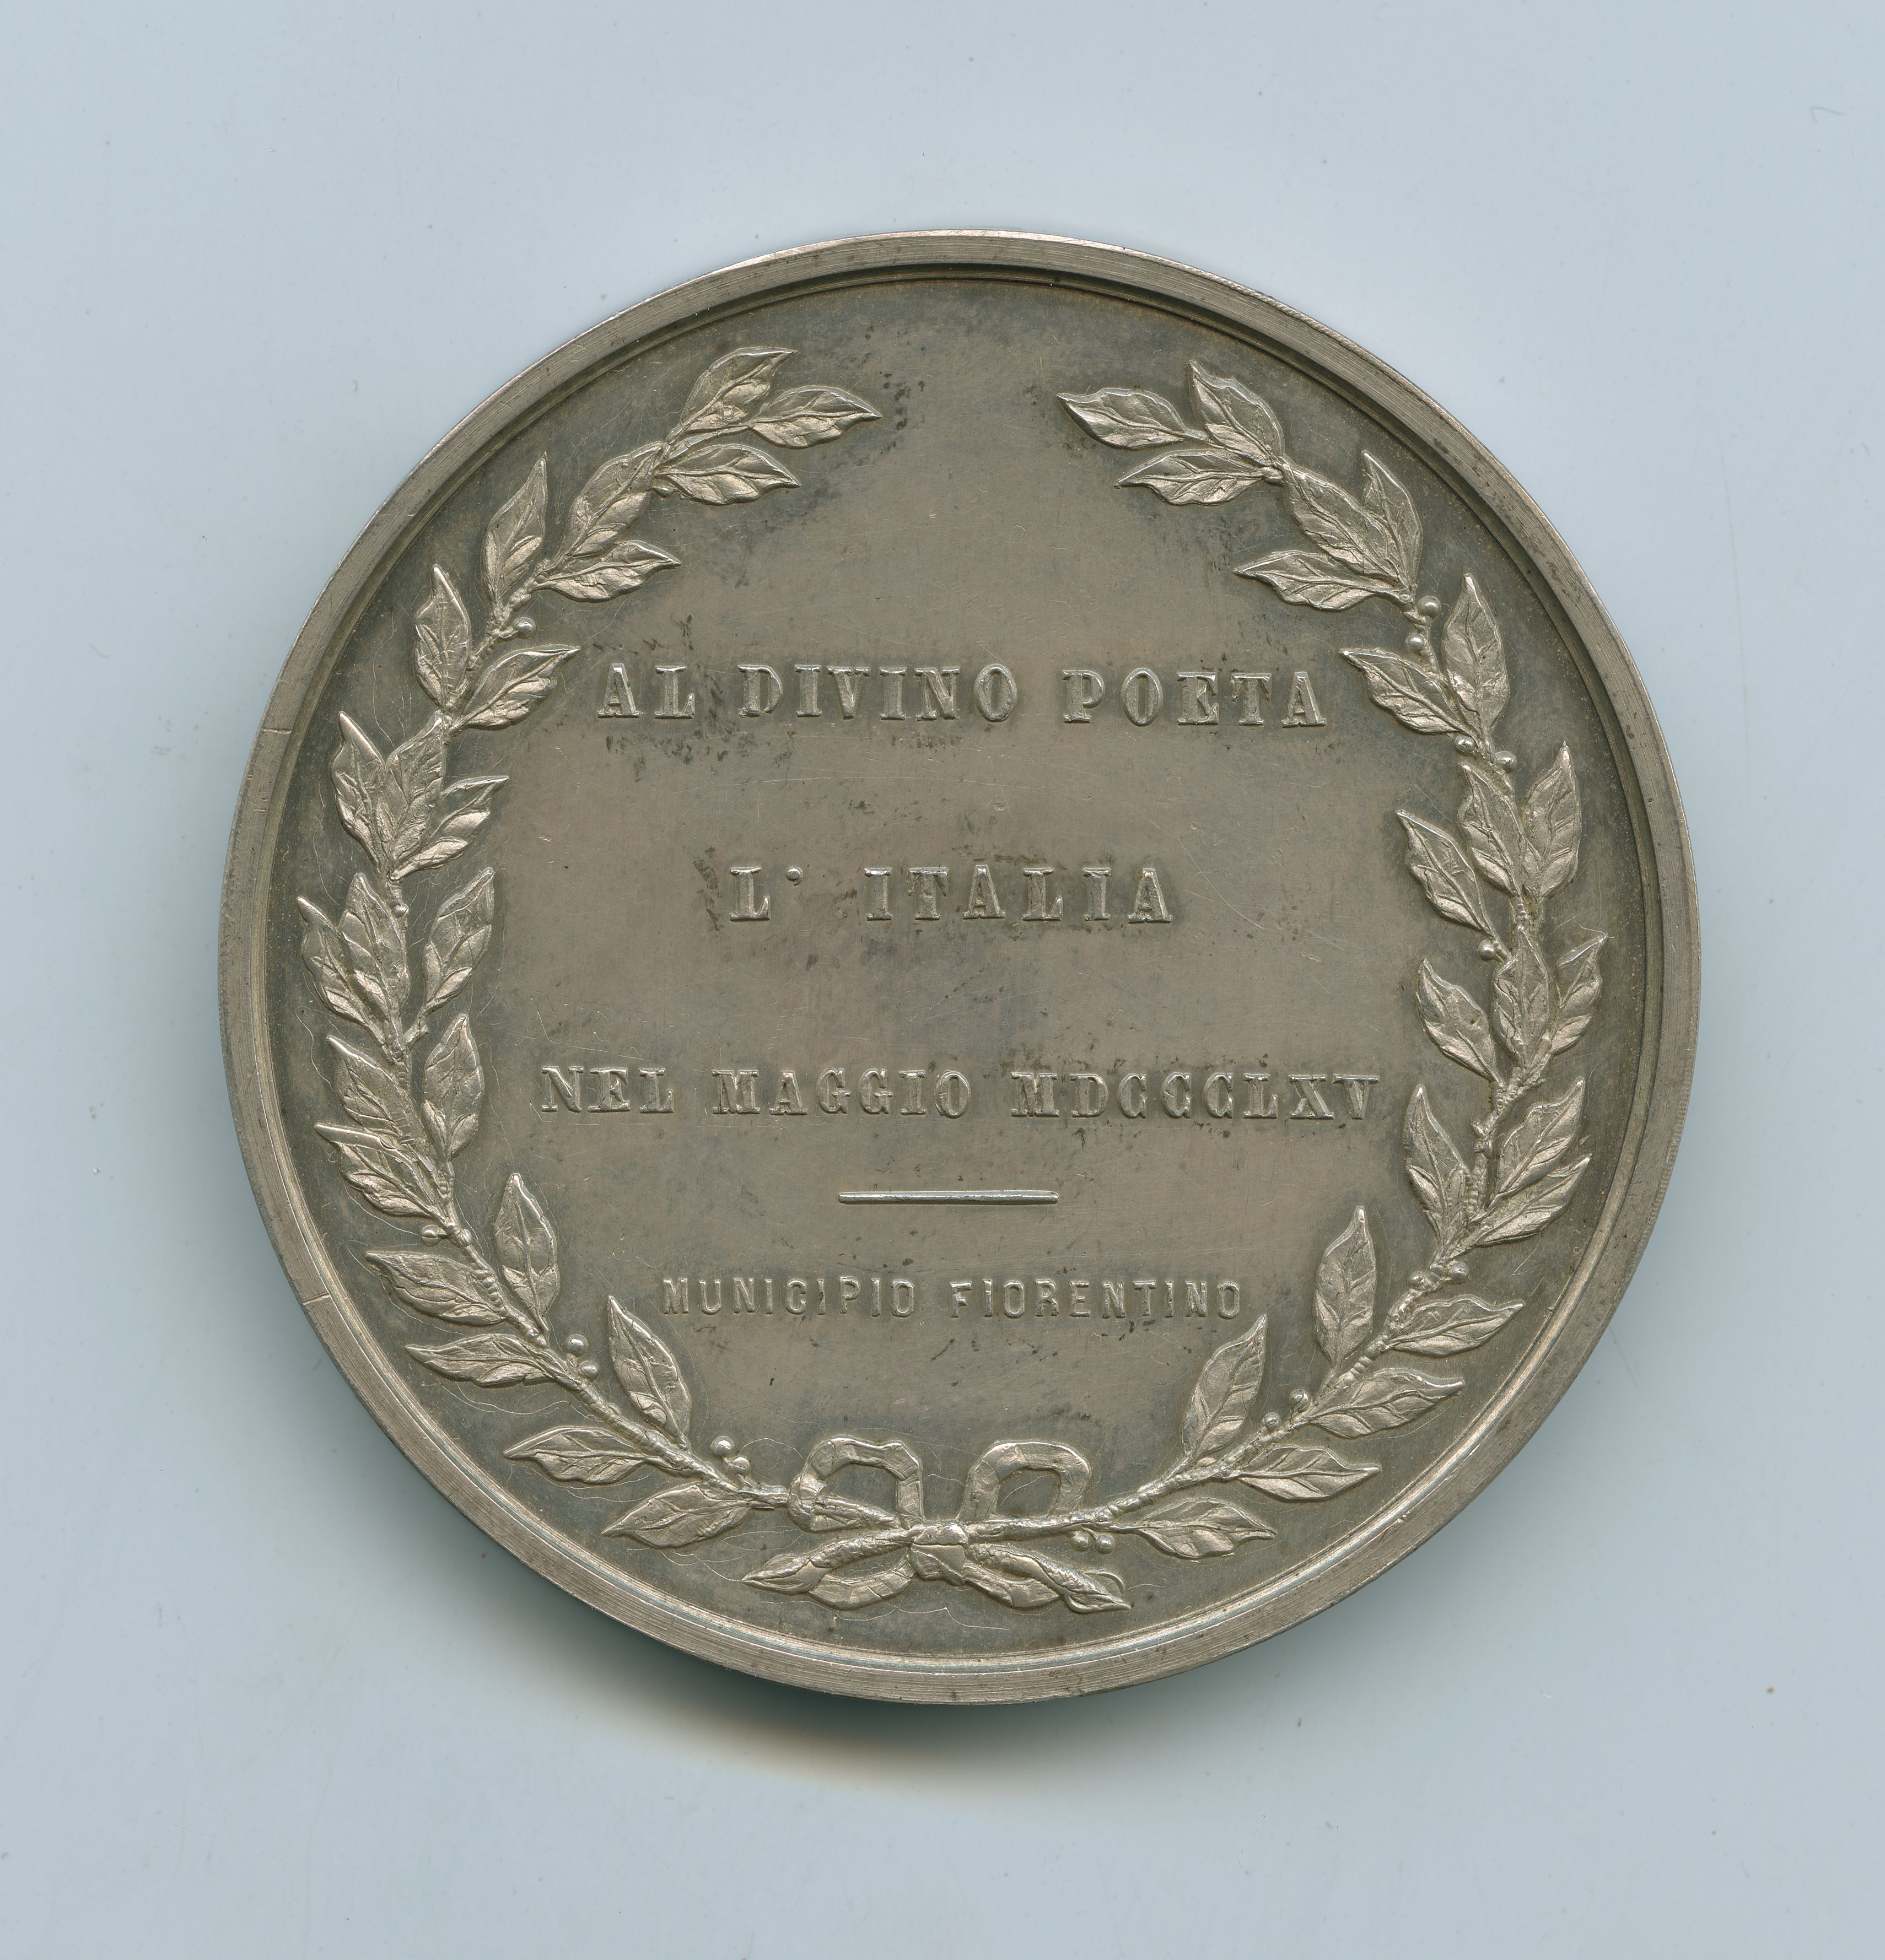 AL DIVINO POETA
L' ITALIA
NEL MAGGIO MDCCCLXV
MUNICIPIO FIORENTINO